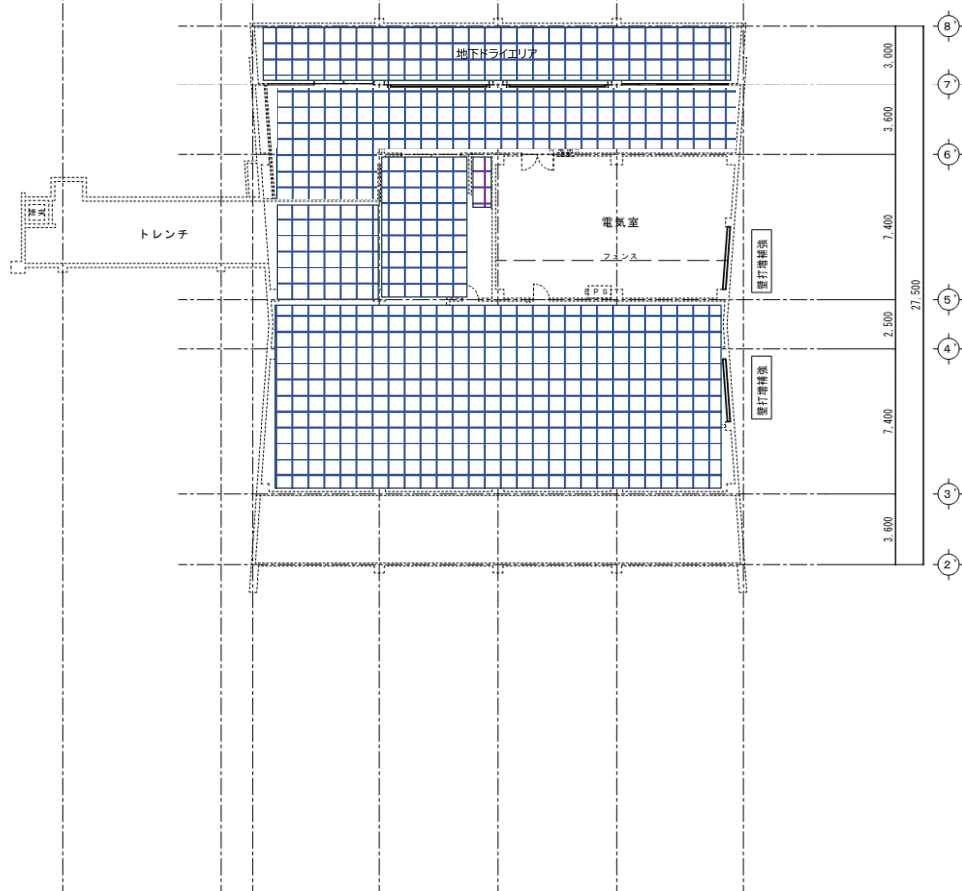 8'
地下ドライエリア
3,000
7'
3,600
6'
トレンチ
電気室
7,400
フェンス
壁打増補強
PS
27,500
5'
2,500
4'
壁打増補強
7,400
3'
3,600
2'